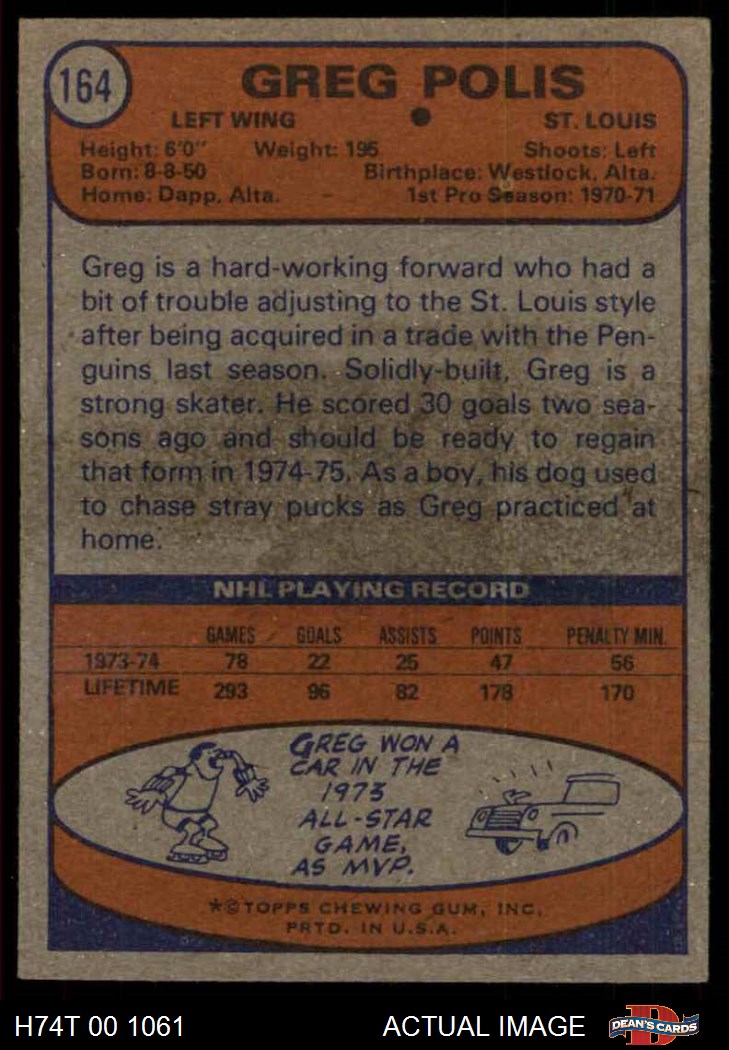 164
GREG POLIS
LEFT WING ST. LOUIS
Height: 6'0" Weight: 195 Shoots: Left
Born: 8-8-50 Birthplace: Westlock, Alta.
Home: Dapp, Alta. 1st Pro Season: 1970-71
Greg is a hard-working forward who had a
bit of trouble adjusting to the St. Louis style
after being acquired in a trade with the Pen-
guins last season. Solidly-built, Greg is a
strong skater. He scored 30 goals two sea-
sons ago and should be ready to regain
that form in 1974-75. As a boy, his dog used
to chase stray pucks as Greg practiced at
home.
NHL PLAYING RECORD
GAMES GOALS ASSISTS POINTS PENALTY MIN.
1973-74 78 22 25 47 56
LIFETIME 293 96 82 178 170
GREG WON A
CAR IN THE
1973
ALL-STAR
GAME,
AS MVP.
*© TOPPS CHEWING GUM, INC.
PRTD. IN U.S.A.
H74T 00 1061 ACTUAL IMAGE DEAN'S CARDS